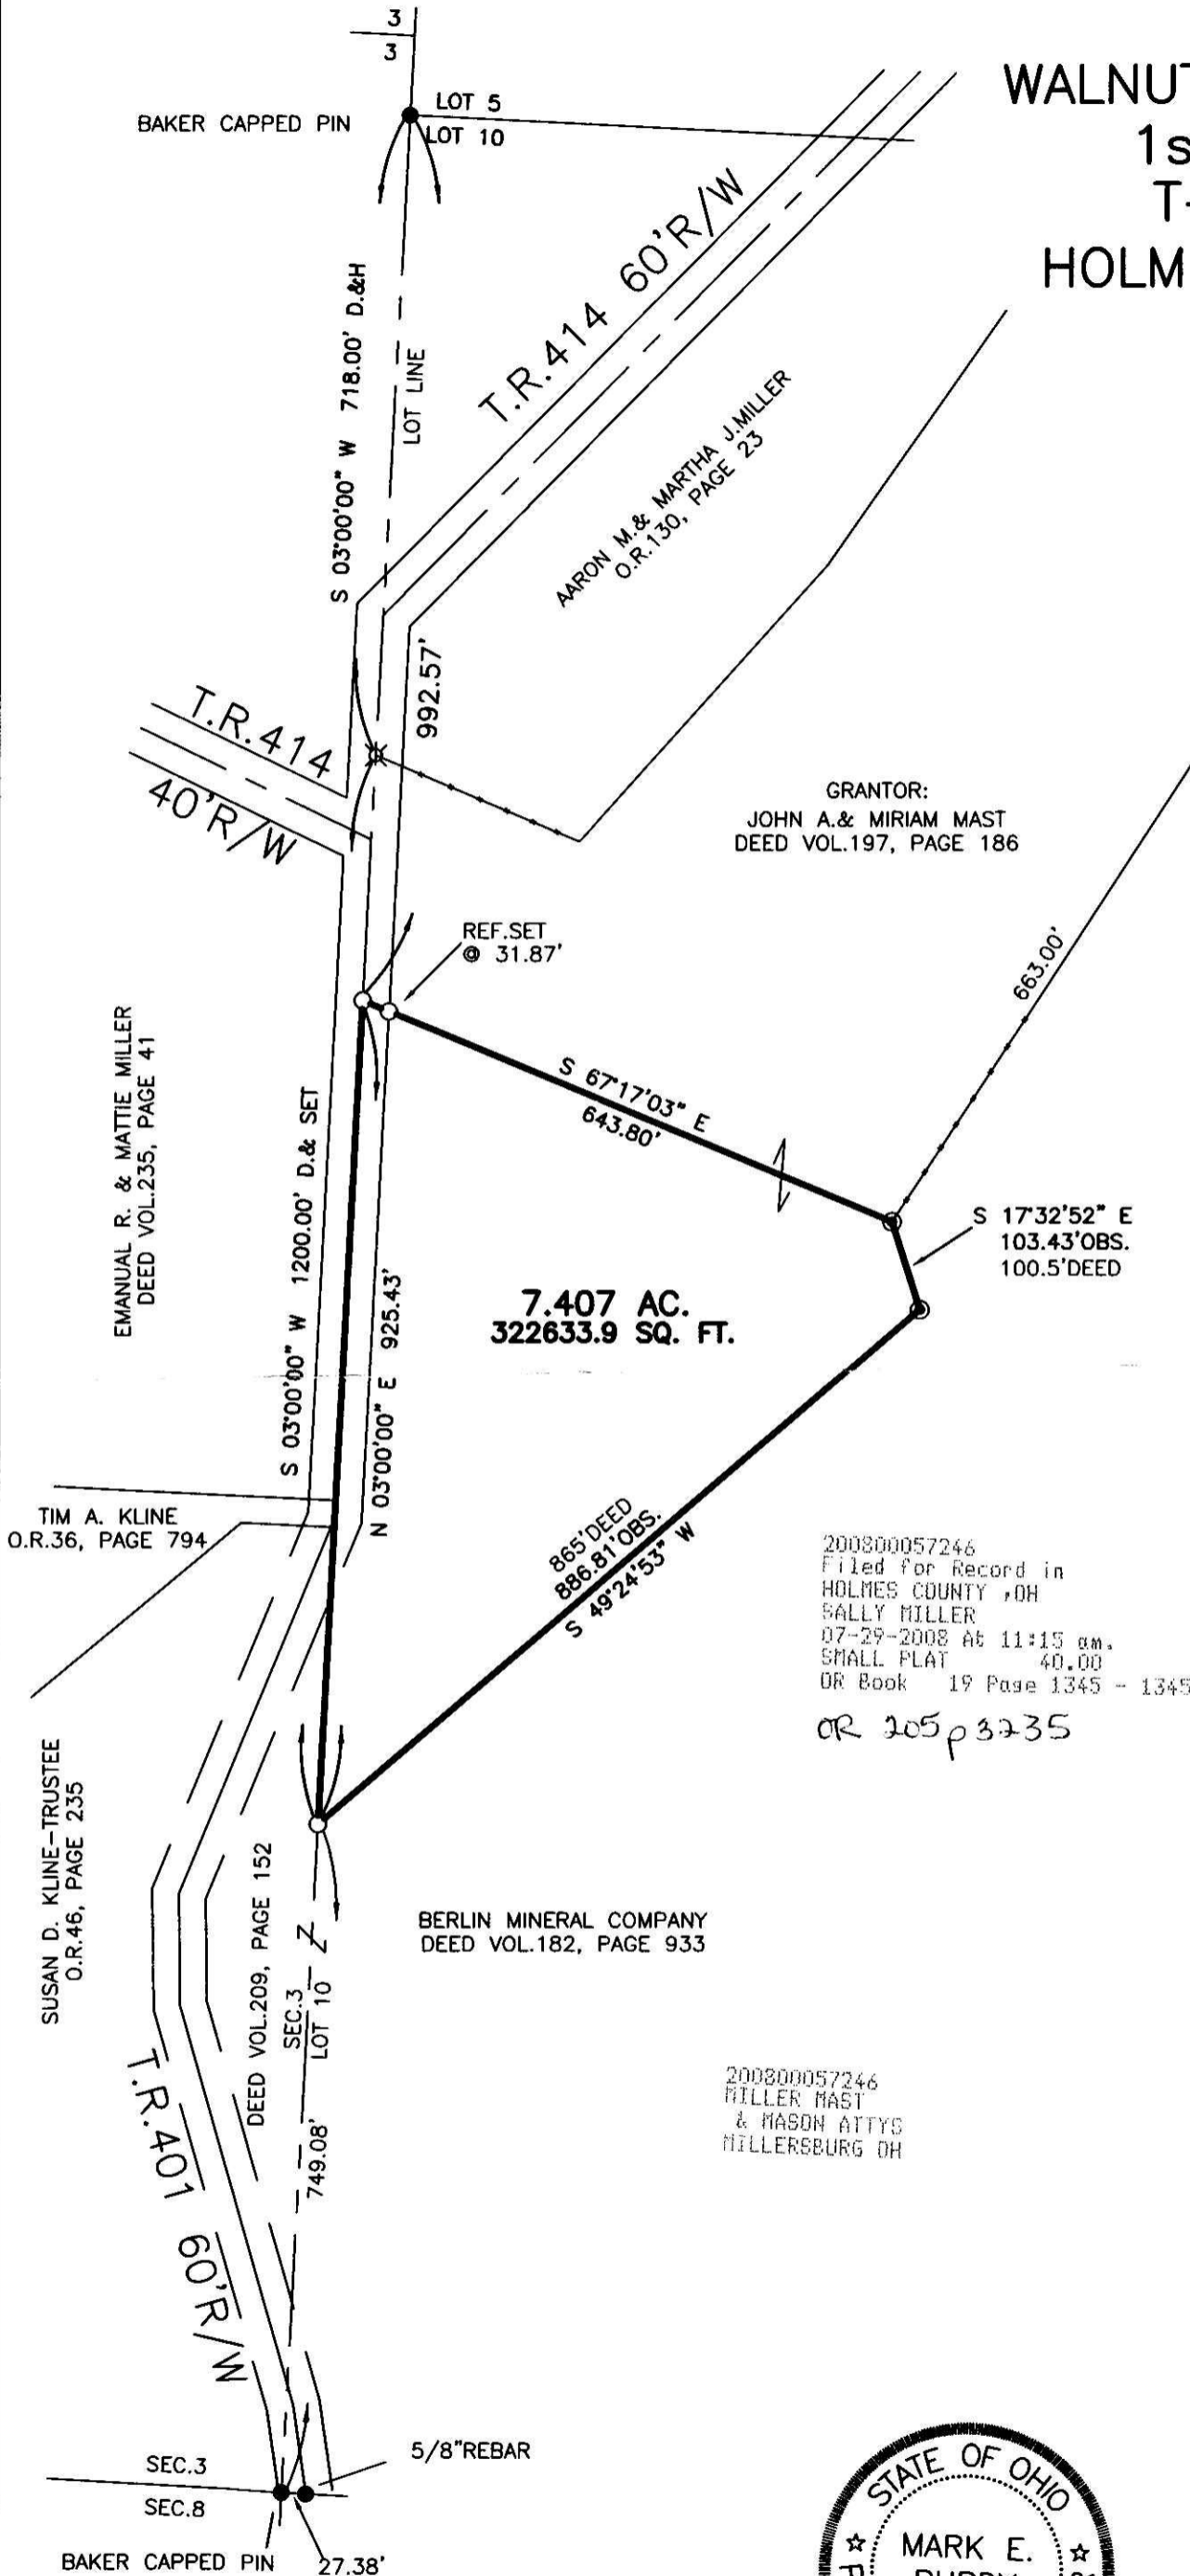 3
3
WALNUT
1s
T-
HOLM
BAKER CAPPED PIN
LOT 5
LOT 10
S 03°00'00" W 718.00' D.&H
LOT LINE
T.R.414 60'R/W
AARON M.& MARTHA J.MILLER
O.R.130, PAGE 23
992.57'
T.R.414
40'R/W
GRANTOR:
JOHN A.& MIRIAM MAST
DEED VOL.197, PAGE 186
REF.SET
@ 31.87'
663.00'
EMANUAL R. & MATTIE MILLER
DEED VOL.235, PAGE 41
S 03°00'00" W 1200.00' D.& SET
N 03°00'00" E 925.43'
S 67°17'03" E
643.80'
S 17°32'52" E
103.43'OBS.
100.5'DEED
7.407 AC.
322633.9 SQ. FT.
TIM A. KLINE
O.R.36, PAGE 794
865'DEED
886.81'OBS.
S 49°24'53" W
200800057246
Filed for Record in
HOLMES COUNTY ,OH
SALLY MILLER
07-29-2008 At 11:15 am.
SMALL PLAT 40.00
OR Book 19 Page 1345 - 1345
OR 205 p 3235
SUSAN D. KLINE-TRUSTEE
O.R.46, PAGE 235
DEED VOL.209, PAGE 152
SEC.3
LOT 10
BERLIN MINERAL COMPANY
DEED VOL.182, PAGE 933
749.08'
T.R.401 60'R/W
200800057246
MILLER MAST
& MASON ATTYS
MILLERSBURG OH
5/8"REBAR
SEC.3
SEC.8
BAKER CAPPED PIN
27.38'
STATE OF OHIO
MARK E.